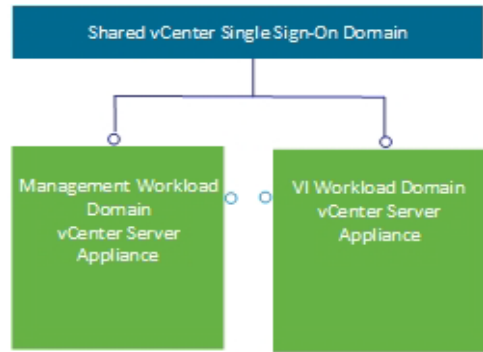 Shared vCenter Single Sign-On Domain
Management Workload
Domain
vCenter Server
Appliance
VI Workload Domain
vCenter Server
Appliance